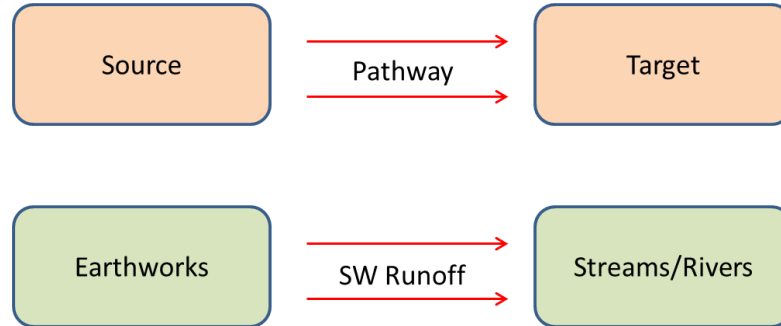 Source
Pathway
Target
Earthworks
SW Runoff
Streams/Rivers